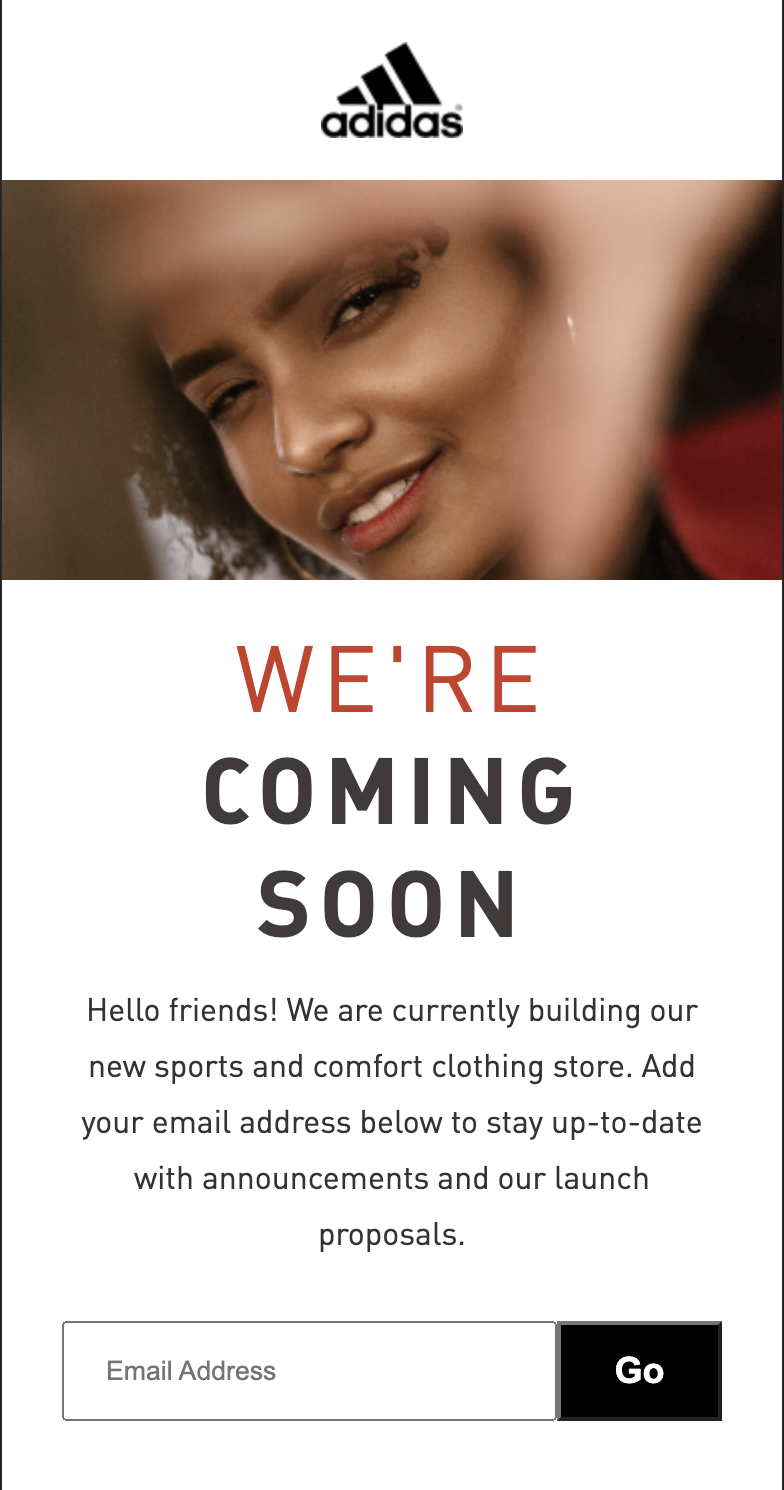 adidas
WE'RE
COMING
SOON
Hello friends! We are currently building our
new sports and comfort clothing store. Add
your email address below to stay up-to-date
with announcements and our launch
proposals.
Email Address
Go